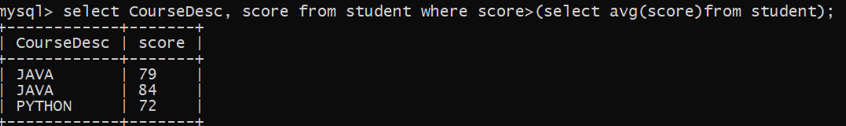 mysql> select CourseDesc, score from student where score>(select avg(score)from student);
+------------+-------+
| CourseDesc | score |
+------------+-------+
| JAVA       | 79    |
| JAVA       | 84    |
| PYTHON     | 72    |
+------------+-------+